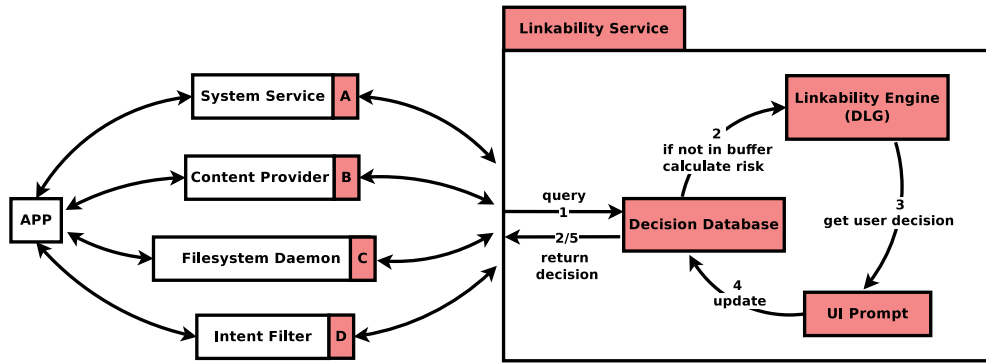 Linkability Service
System Service A
Content Provider B
APP
Filesystem Daemon C
Intent Filter D
query
1
2/5
return
decision
Decision Database
2
if not in buffer
calculate risk
Linkability Engine
(DLG)
3
get user decision
4
update
UI Prompt